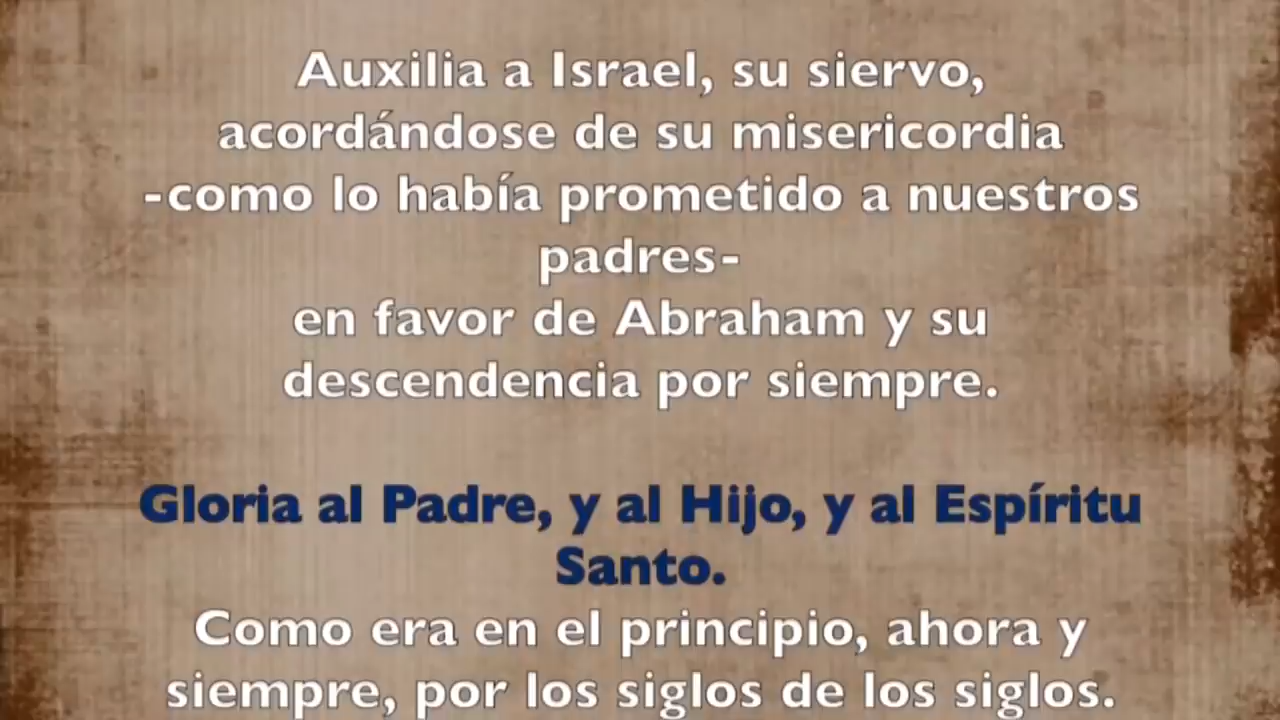 Auxilia a Israel, su siervo,
acordándose de su misericordia
-como lo había prometido a nuestros
padres-
en favor de Abraham y su
descendencia por siempre.
Gloria al Padre, y al Hijo, y al Espíritu
Santo.
Como era en el principio, ahora y
siempre, por los siglos de los siglos.